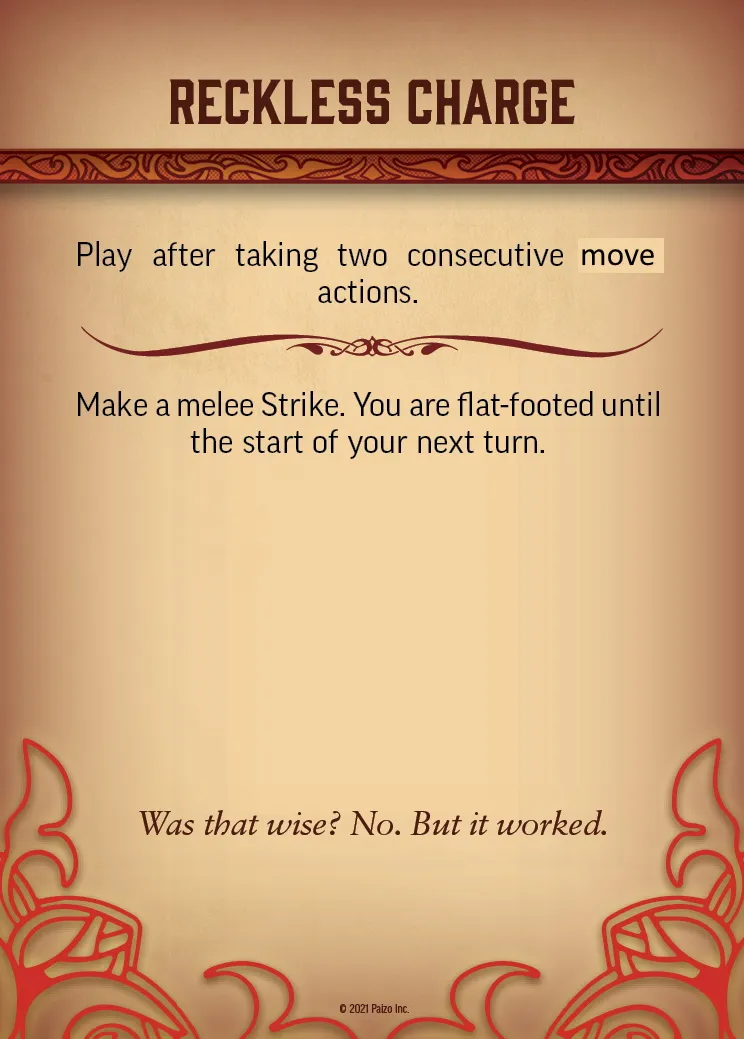 RECKLESS CHARGE
Play after taking two consecutive move
actions.
Make a melee Strike. You are flat-footed until
the start of your next turn.
Was that wise? No. But it worked.
© 2021 Paizo Inc.